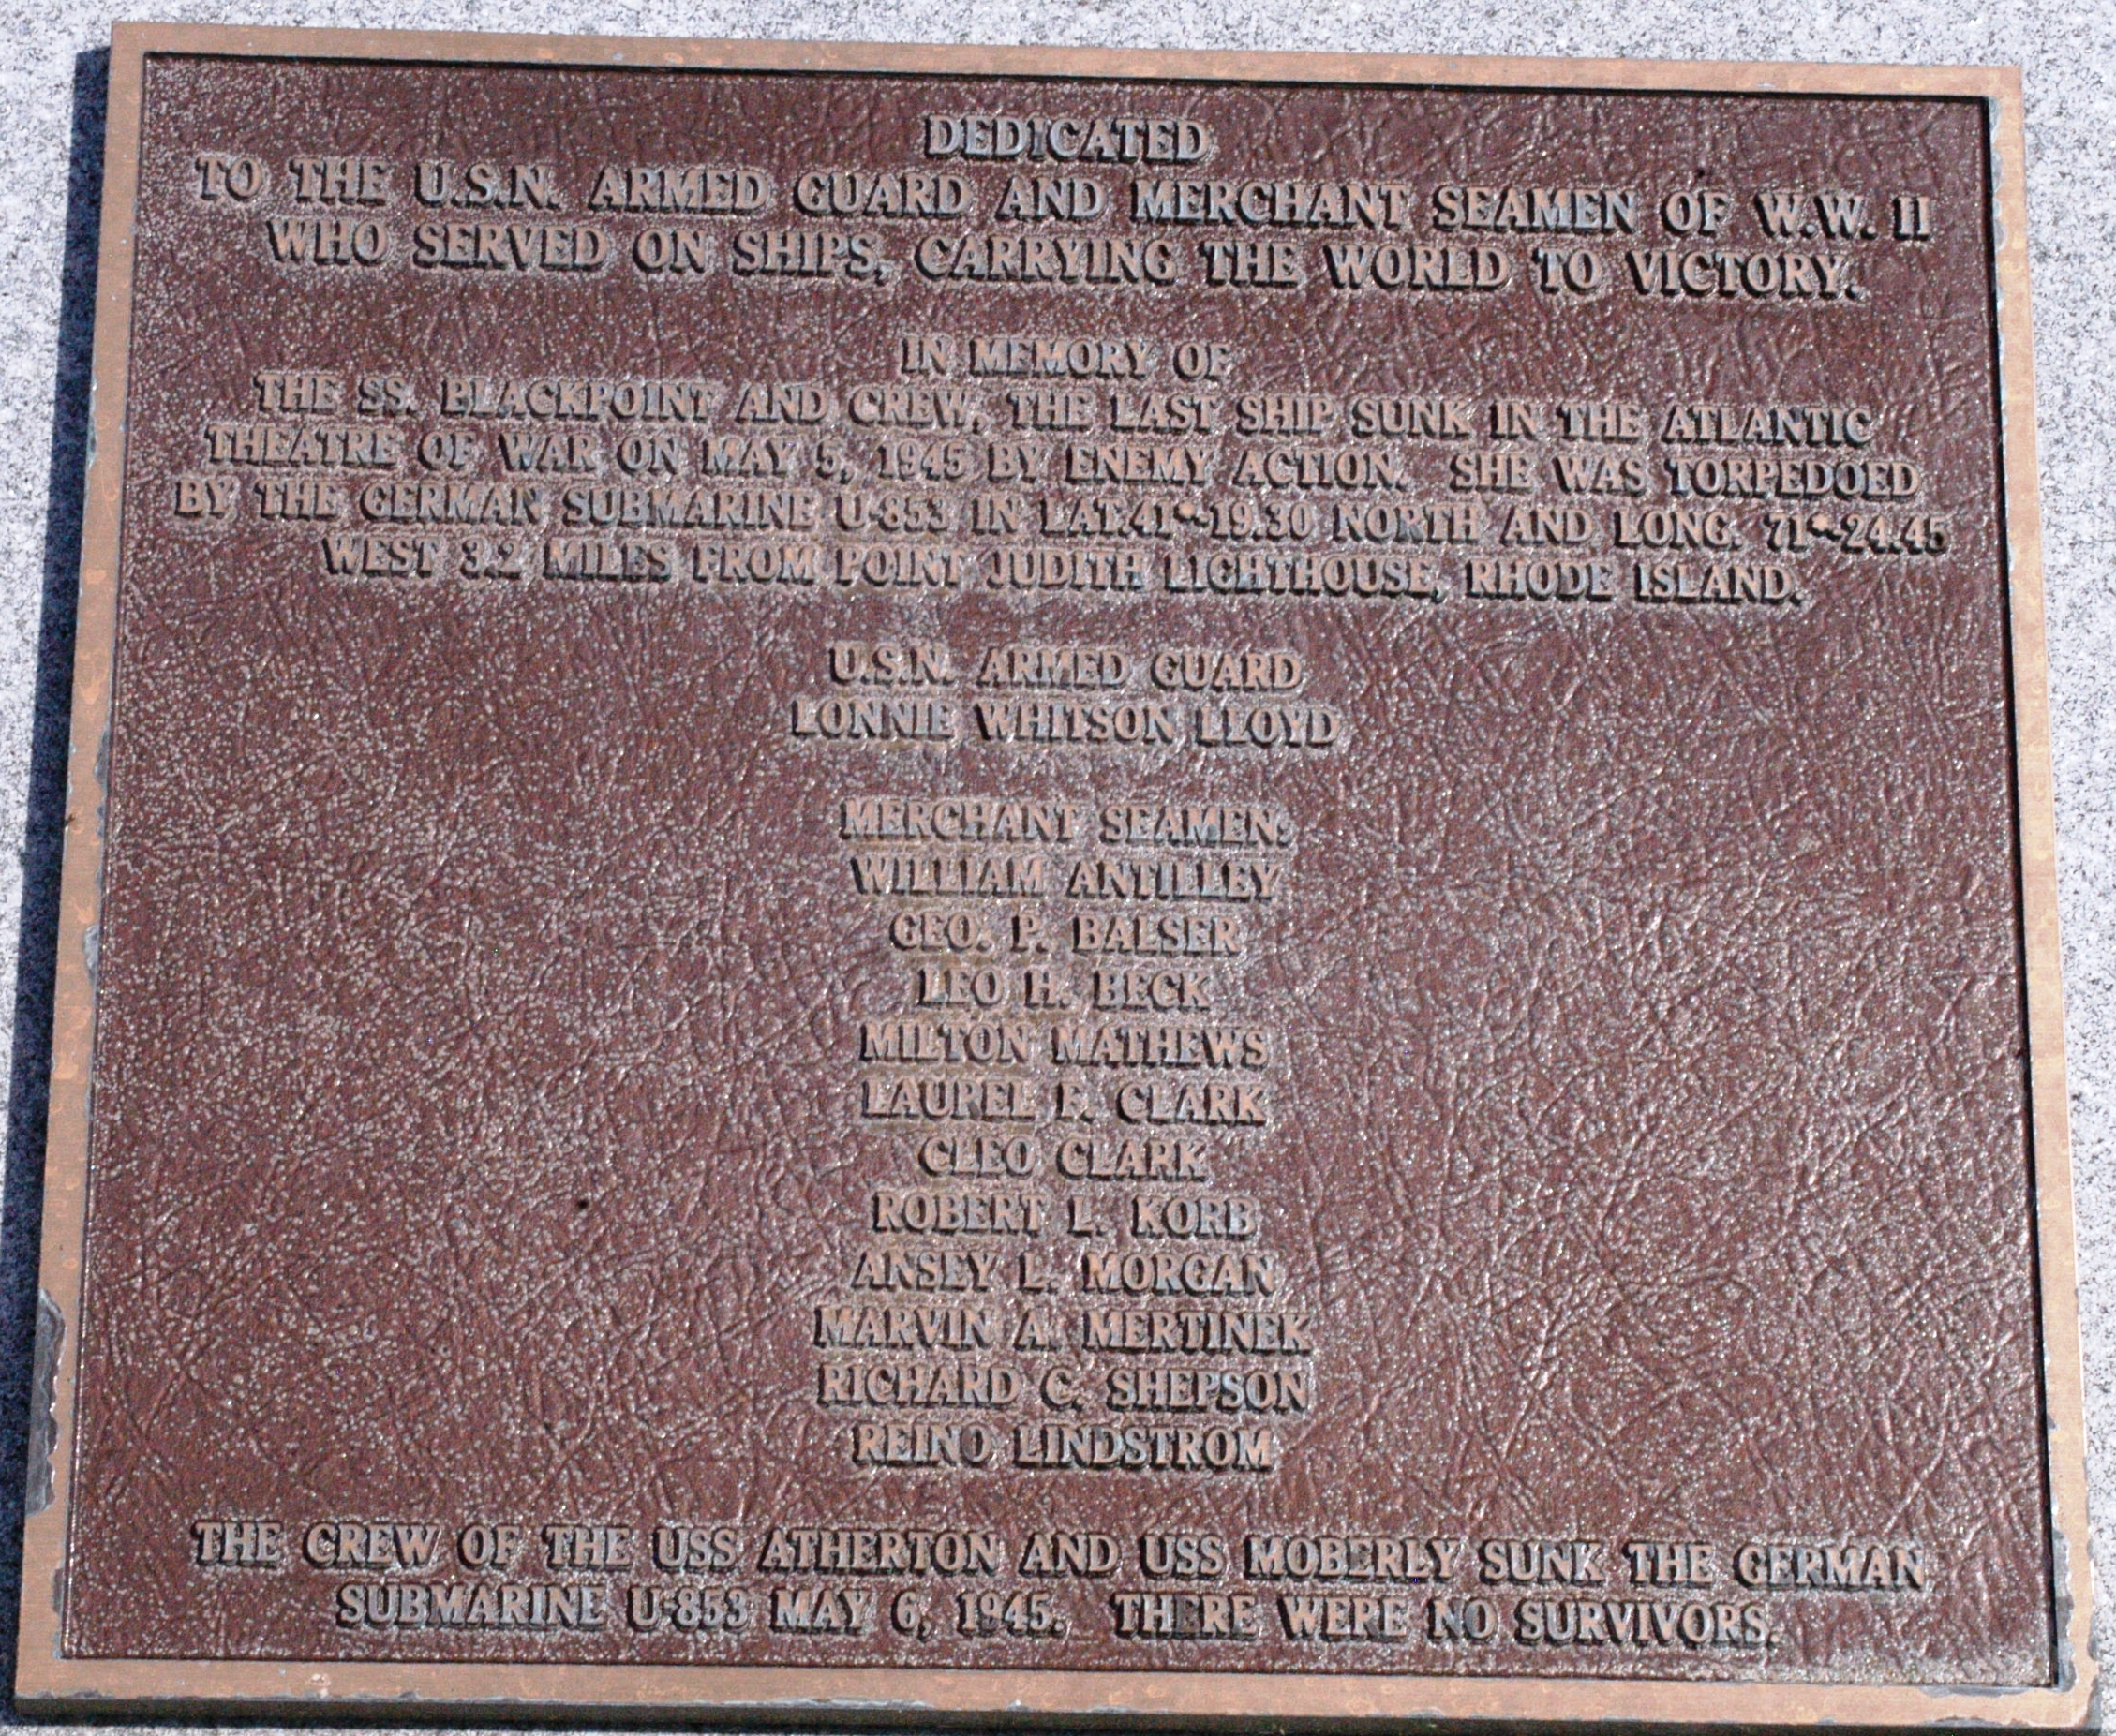 DEDICATED
TO THE U.S.N. ARMED GUARD AND MERCHANT SEAMEN OF W.W. II
WHO SERVED ON SHIPS, CARRYING THE WORLD TO VICTORY.
IN MEMORY OF
THE SS. BLACKPOINT AND CREW, THE LAST SHIP SUNK IN THE ATLANTIC
THEATRE OF WAR ON MAY 5, 1945 BY ENEMY ACTION. SHE WAS TORPEDOED
BY THE GERMAN SUBMARINE U-853 IN LAT.41°-19.30 NORTH AND LONG. 71°-24.45
WEST 3.2 MILES FROM POINT JUDITH LIGHTHOUSE, RHODE ISLAND.
U.S.N. ARMED GUARD
LONNIE WHITSON LLOYD
MERCHANT SEAMEN:
WILLIAM ANTILLEY
GEO. P. BALSER
LEO H. BECK
MILTON MATHEWS
LAUREL F. CLARK
CLEO CLARK
ROBERT L. KORB
ANSEY L. MORGAN
MARVIN A. MERTINEK
RICHARD C. SHEPSON
REINO LINDSTROM
THE CREW OF THE USS ATHERTON AND USS MOBERLY SUNK THE GERMAN
SUBMARINE U-853 MAY 6, 1945. THERE WERE NO SURVIVORS.